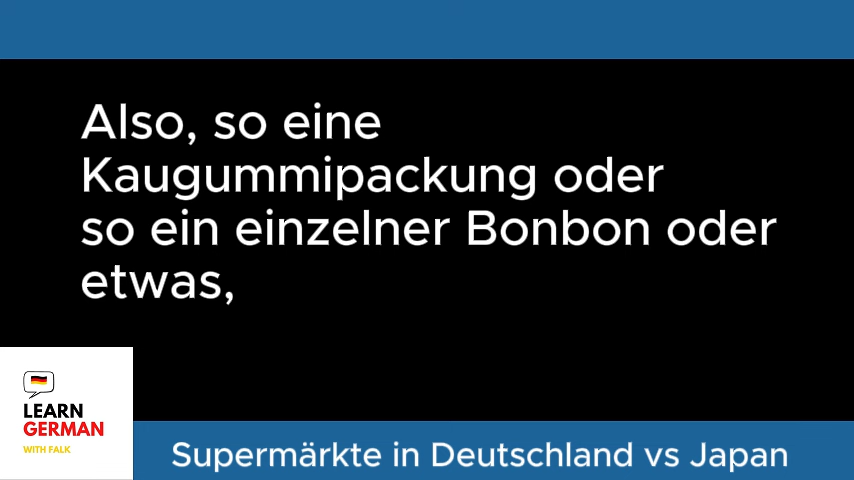 Also, so eine
Kaugummipackung oder
so ein einzelner Bonbon oder
etwas,
LEARN
GERMAN
WITH FALK
Supermärkte in Deutschland vs Japan